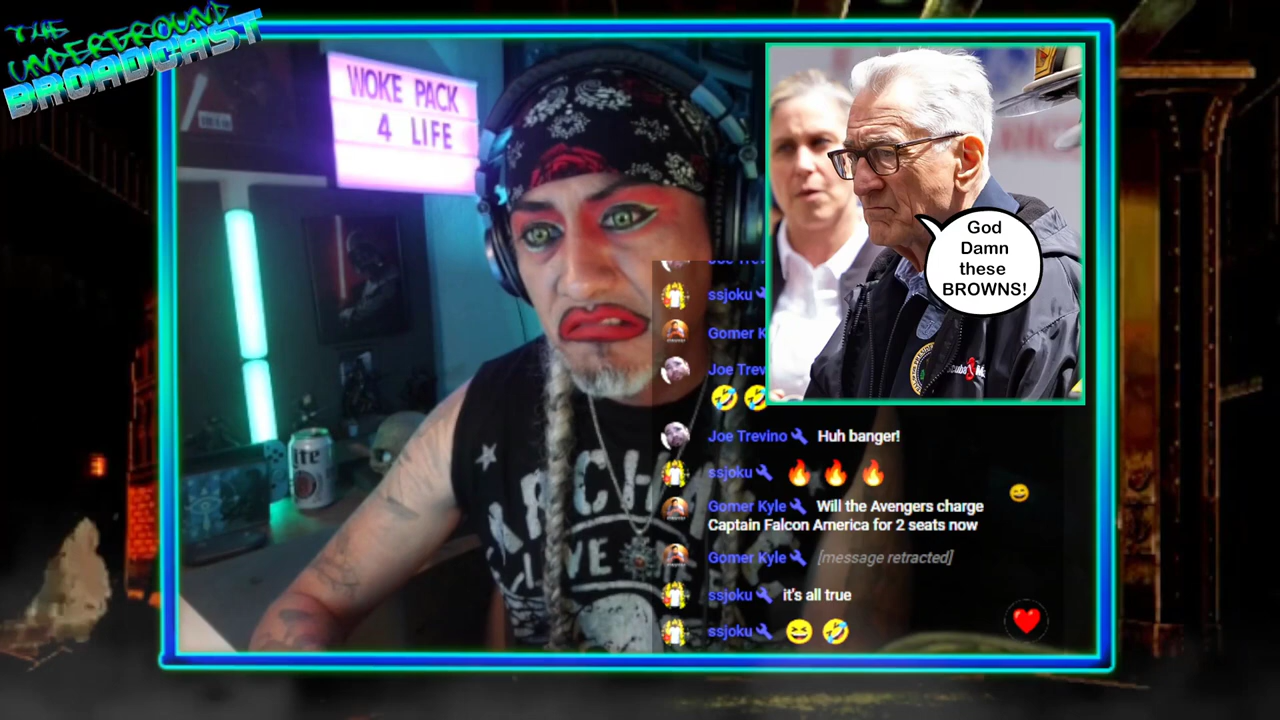 THE
UNDERGROUND
BROADCAST
WOKE PACK
4 LIFE
God
Damn
these
BROWNS!
ssjoku
Gomer K
Joe Trev
Joe Trevino Huh banger!
ssjoku 🔥 🔥 🔥
Gomer Kyle Will the Avengers charge
Captain Falcon America for 2 seats now
Gomer Kyle [message retracted]
ssjoku it's all true
ssjoku 😆 🤣
ARCH
LIVE